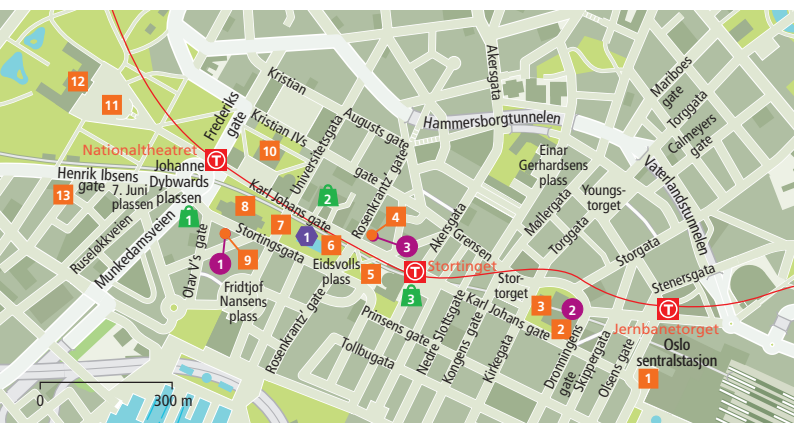 12
11
Kristian
Frederiks
gate
Kristian IVs
Augusts gate
gate
Akersgata
Hammersborgtunnelen
Mariboes
gate
Torggata
Calmeyers
gate
Nationaltheatret
T
10
Universitetsgata
Rosenkrantz' gate
Einar
Gerhardsens
plass
Youngs-
torget
Vaterlandstunnelen
Henrik Ibsens
gate
13
7. Juni
plassen
Johanne
Dybwards
plassen
Karl Johans gate
8
7
1
6
2
4
3
1
Ruseløkkveien
Munkedamsveien
Olav V's gate
Stortingsgata
1
9
Fridtjof
Nansens
plass
Eidsvolls
plass
5
Akersgata
Grensen
Møllergata
Torggata
Storgata
Stenersgata
T
Stortinget
3
Stor-
torget
3
2
2
T
Jernbanetorget
Oslo
sentralstasjon
1
Rosenkrantz' gate
Prinsens gate
Tollbugata
Nedre Slottsgate
Kongens gate
Karl Johans gate
Kirkegata
Dronningens
gate
Skippergata
Olsens gate
0
300 m